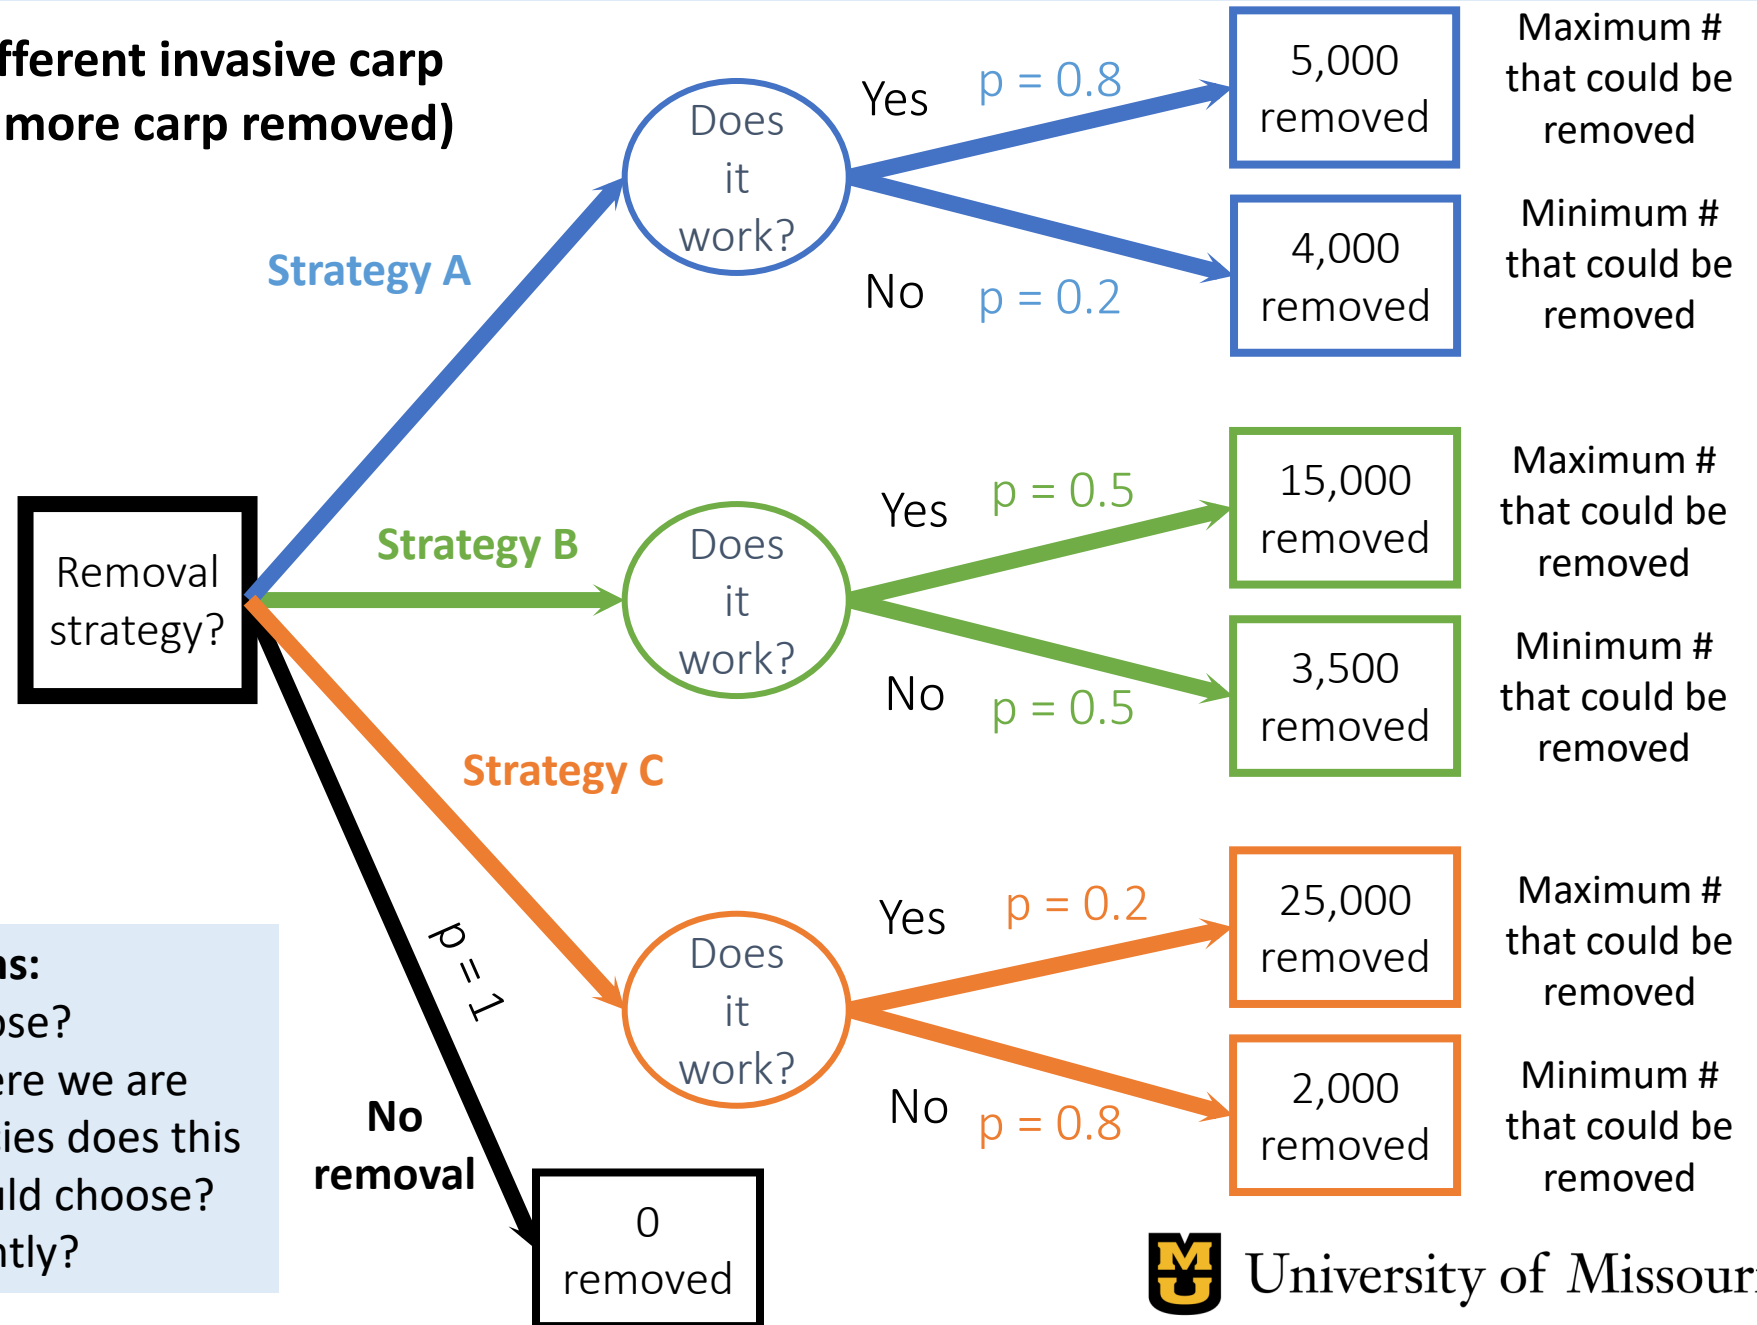 fferent invasive carp
more carp removed)
Strategy A
Does
it
work?
Yes
p = 0.8
5,000
removed
Maximum #
that could be
removed
No
p = 0.2
4,000
removed
Minimum #
that could be
removed
Removal
strategy?
Strategy B
Does
it
work?
Yes
p = 0.5
15,000
removed
Maximum #
that could be
removed
No
p = 0.5
3,500
removed
Minimum #
that could be
removed
Strategy C
Does
it
work?
Yes
p = 0.2
25,000
removed
Maximum #
that could be
removed
No
p = 0.8
2,000
removed
Minimum #
that could be
removed
p = 1
No
removal
0
removed
ns:
ose?
ere we are
cies does this
uld choose?
ntly?
MU
University of Missouri